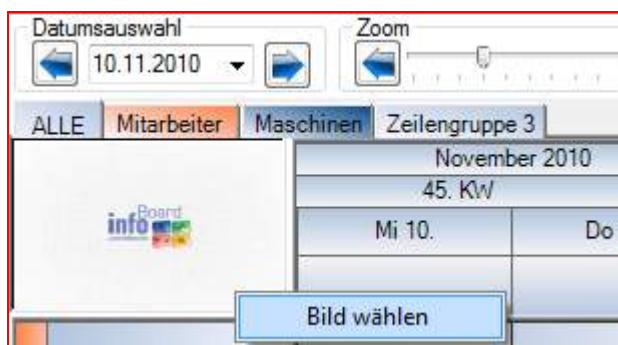 Datumsauswahl
Zoom
10.11.2010
ALLE Mitarbeiter Maschinen Zeilengruppe 3
November 2010
45. KW
Mi 10. Do
info Board
Bild wählen